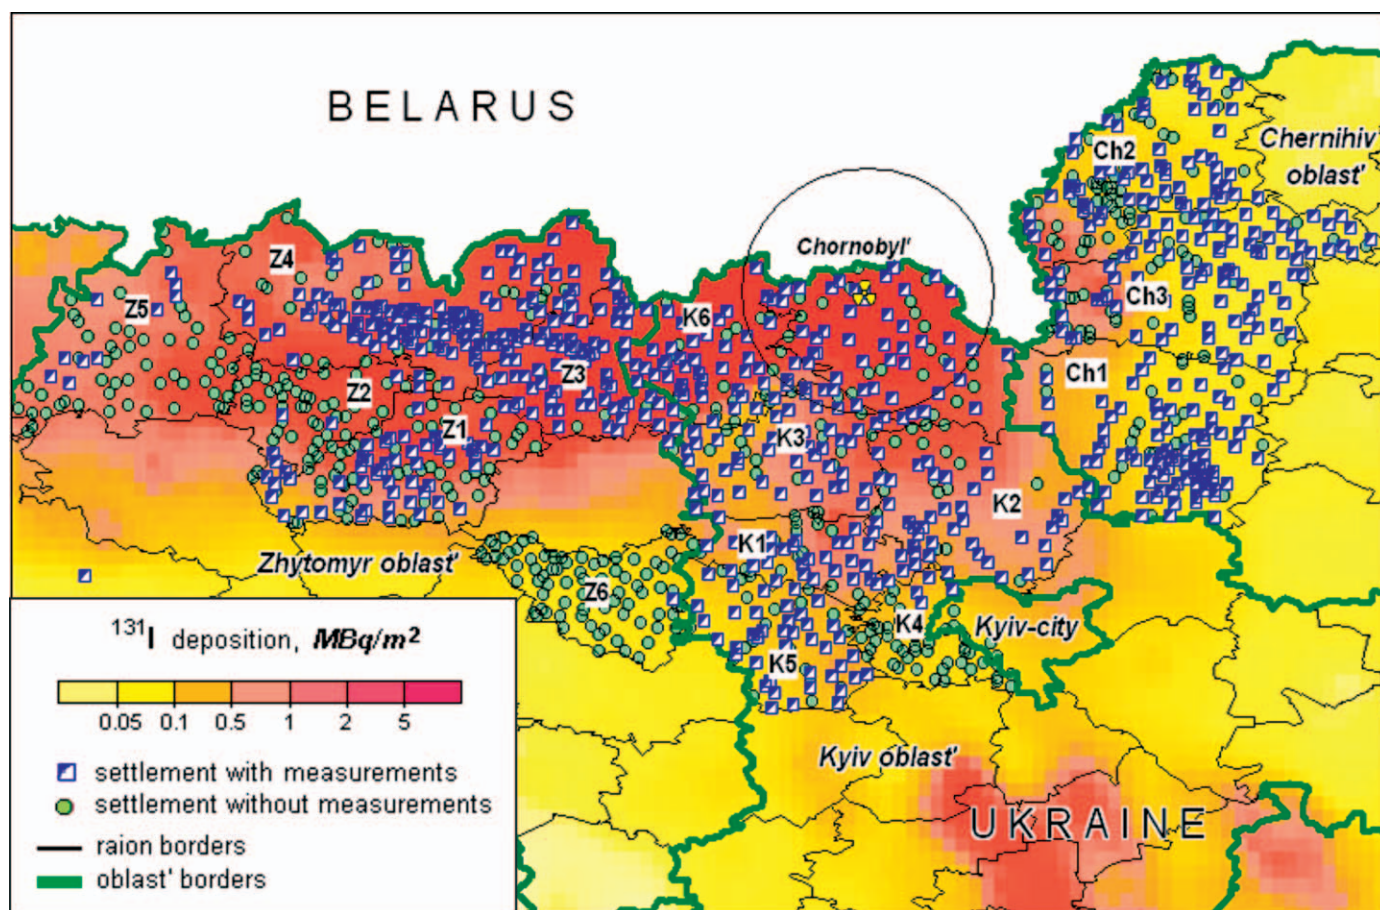 BELARUS
Chernihiv'
oblast'
Ch2
Chornobyl'
Z4
Z5
Ch3
K6
Z3
Ch1
Z2
Z1
K3
K2
K1
Zhytomyr oblast'
Z6
K4
Kyiv-city
K5
Kyiv oblast'
UKRAINE
131I deposition, MBq/m2
0.05 0.1 0.5 1 2 5
settlement with measurements
settlement without measurements
raion borders
oblast' borders